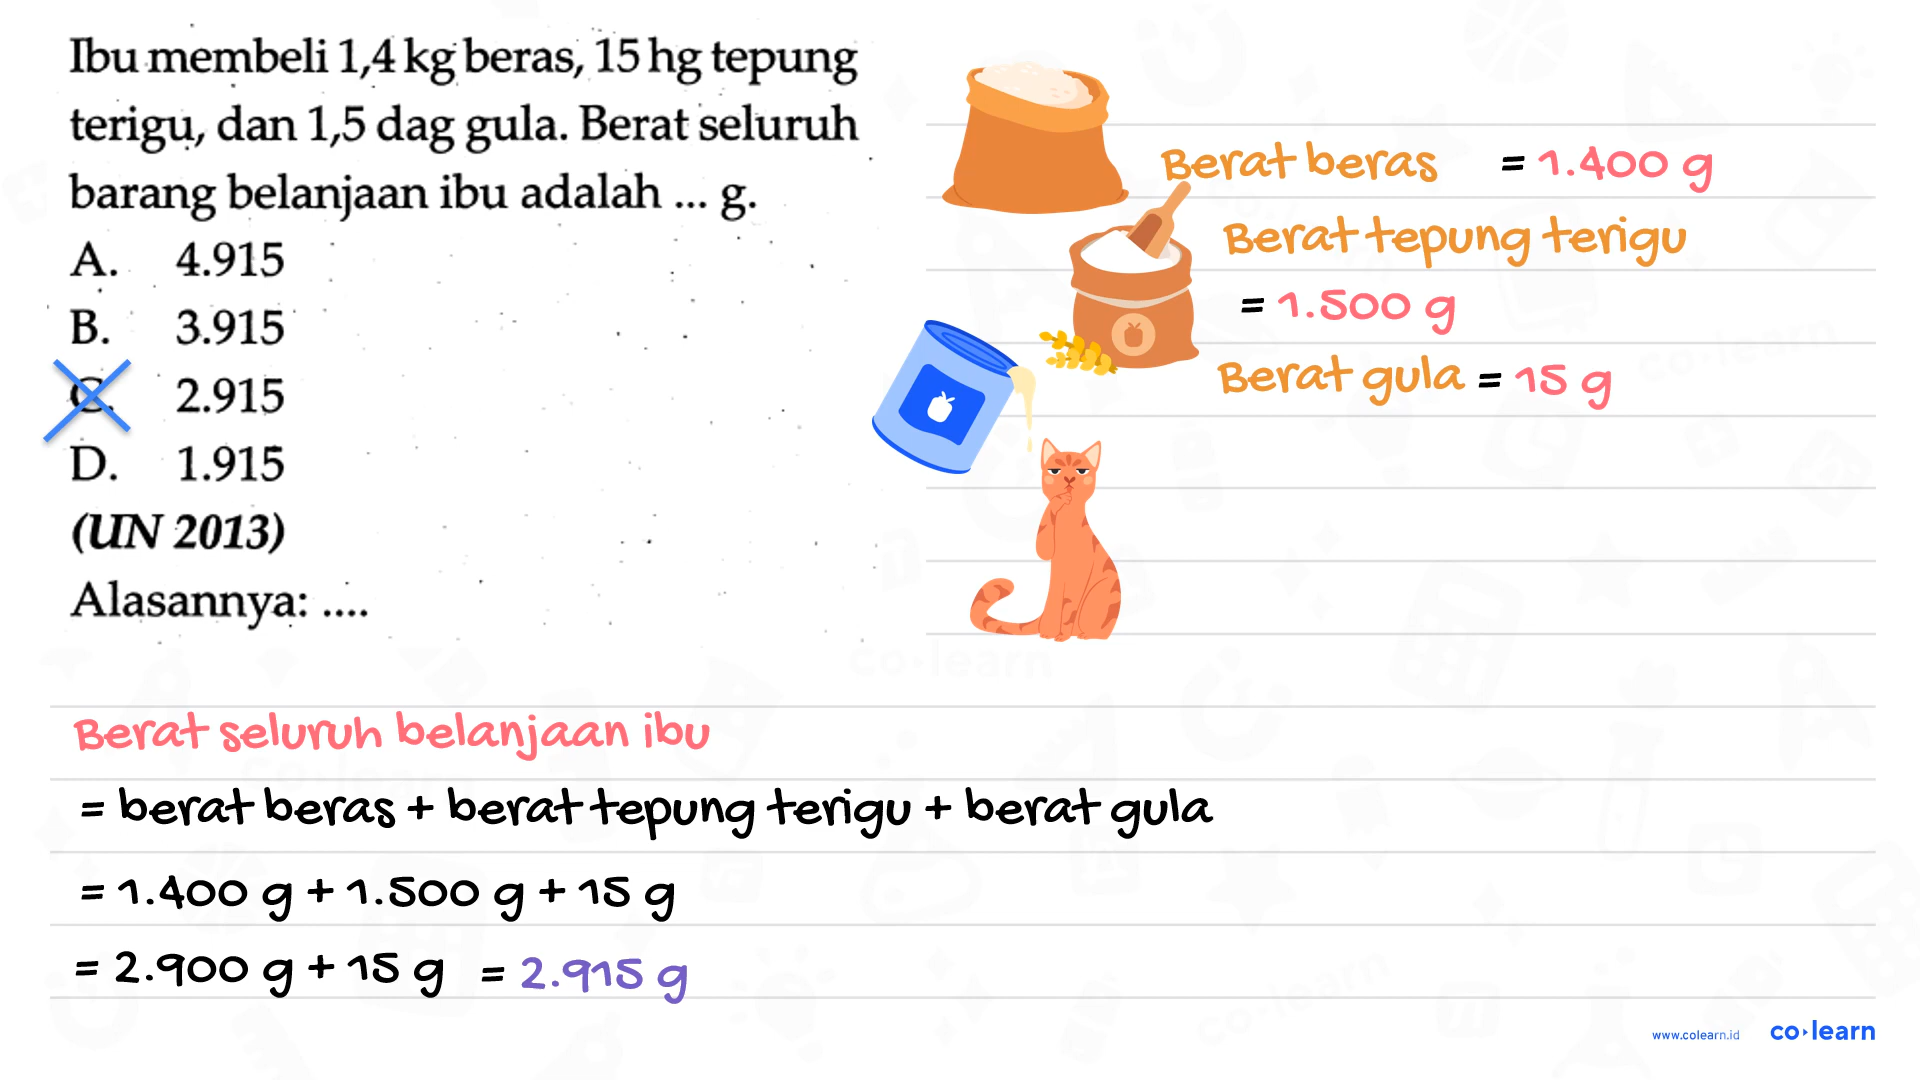 Ibu membeli 1,4 kg beras, 15 hg tepung
terigu, dan 1,5 dag gula. Berat seluruh
barang belanjaan ibu adalah ... g.
A. 4.915
B. 3.915
C. 2.915
D. 1.915
(UN 2013)
Alasannya: ....
Berat beras = 1.400 g
Berat tepung terigu
= 1.500 g
Berat gula = 15 g
Berat seluruh belanjaan ibu
= berat beras + berat tepung terigu + berat gula
= 1.400 g + 1.500 g + 15 g
= 2.900 g + 15 g = 2.915 g
www.colearn.id co·learn